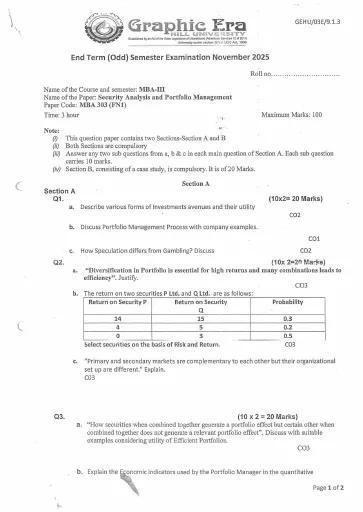 GEHU/03E/9.1.3
Graphic Era
HILL UNIVERSITY
End Term (Odd) Semester Examination November 2025
Roll no..............................
Name of the Course and semester: MBA-III
Name of the Paper: Security Analysis and Portfolio Management
Paper Code: MBA 303 (FN1)
Time: 3 hour Maximum Marks: 100
Note:
(i) This question paper contains two Sections-Section A and B
(ii) Both Sections are compulsory
(iii) Answer any two sub questions from a, b & c in each main question of Section A. Each sub question
carries 10 marks.
(iv) Section B, consisting of a case study, is compulsory. It is of 20 Marks.
Section A
Section A
Q1. (10x2= 20 Marks)
a. Describe various forms of Investments avenues and their utility
CO2
b. Discuss Portfolio Management Process with company examples.
CO1
c. How Speculation differs from Gambling? Discuss CO2
Q2. (10x 2=20 Marks)
a. "Diversification in Portfolio is essential for high returns and many combinations leads to
efficiency". Justify.
CO3
b. The return on two securities P Ltd. and Q Ltd. are as follows:
Return on Security P Return on Security Probability
Q
14 15 0.3
4 5 0.2
0 3 0.5
Select securities on the basis of Risk and Return. CO3
c. "Primary and secondary markets are complementary to each other but their organizational
set up are different." Explain.
CO3
Q3. (10 x 2 = 20 Marks)
a. "How securities when combined together generate a portfolio effect but certain other when
combined together does not generate a relevant portfolio effect". Discuss with suitable
examples considering utility of Efficient Portfolios.
CO3
b. Explain the Economic indicators used by the Portfolio Manager in the quantitative
Page 1 of 2